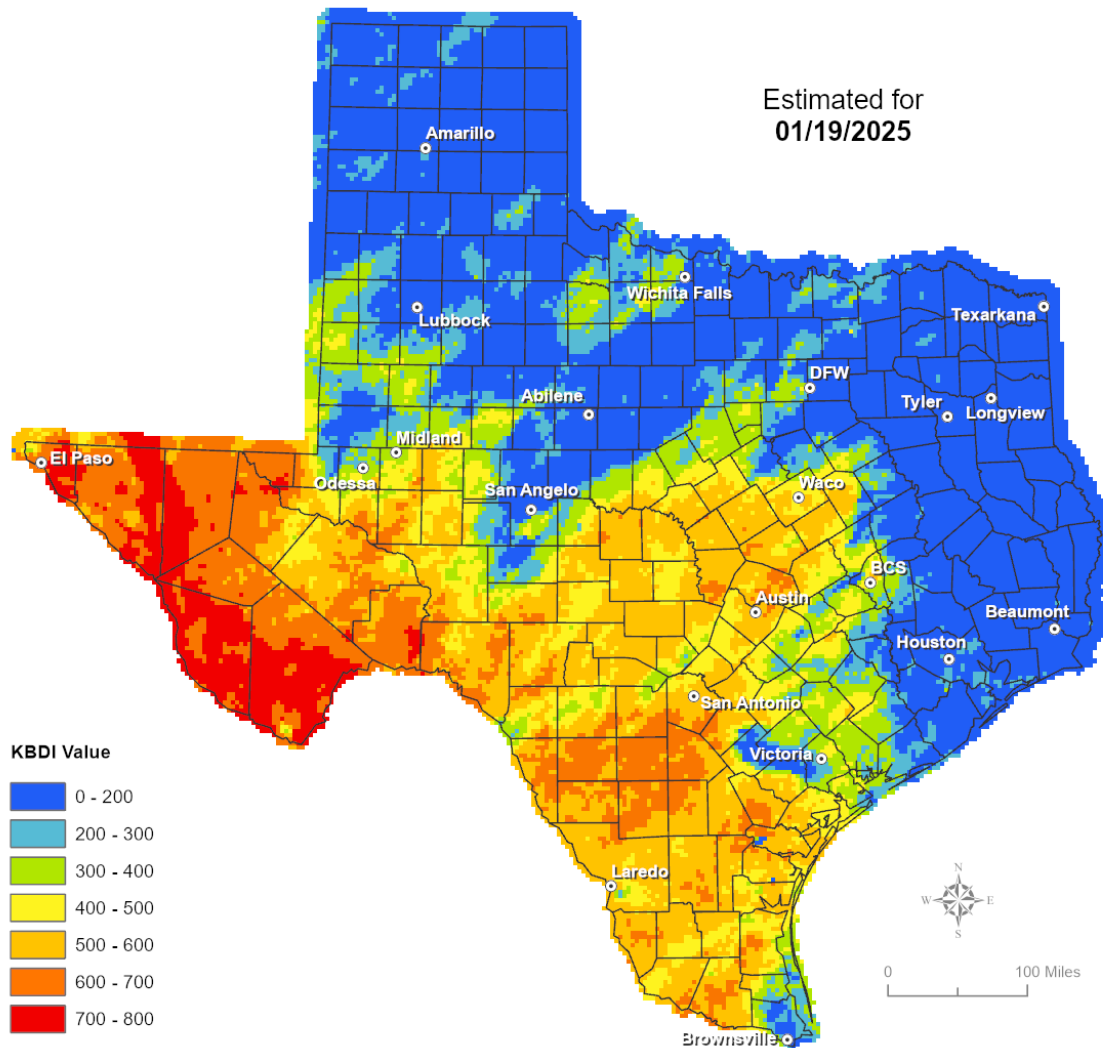 Estimated for
01/19/2025
Amarillo
Wichita Falls
Lubbock
Texarkana
DFW
Abilene
Tyler
Longview
Midland
El Paso
Odessa
San Angelo
Waco
BCS
Austin
Beaumont
Houston
San Antonio
Victoria
KBDI Value
0 - 200
200 - 300
300 - 400
400 - 500
500 - 600
600 - 700
700 - 800
Laredo
N
W E
S
0 100 Miles
Brownsville